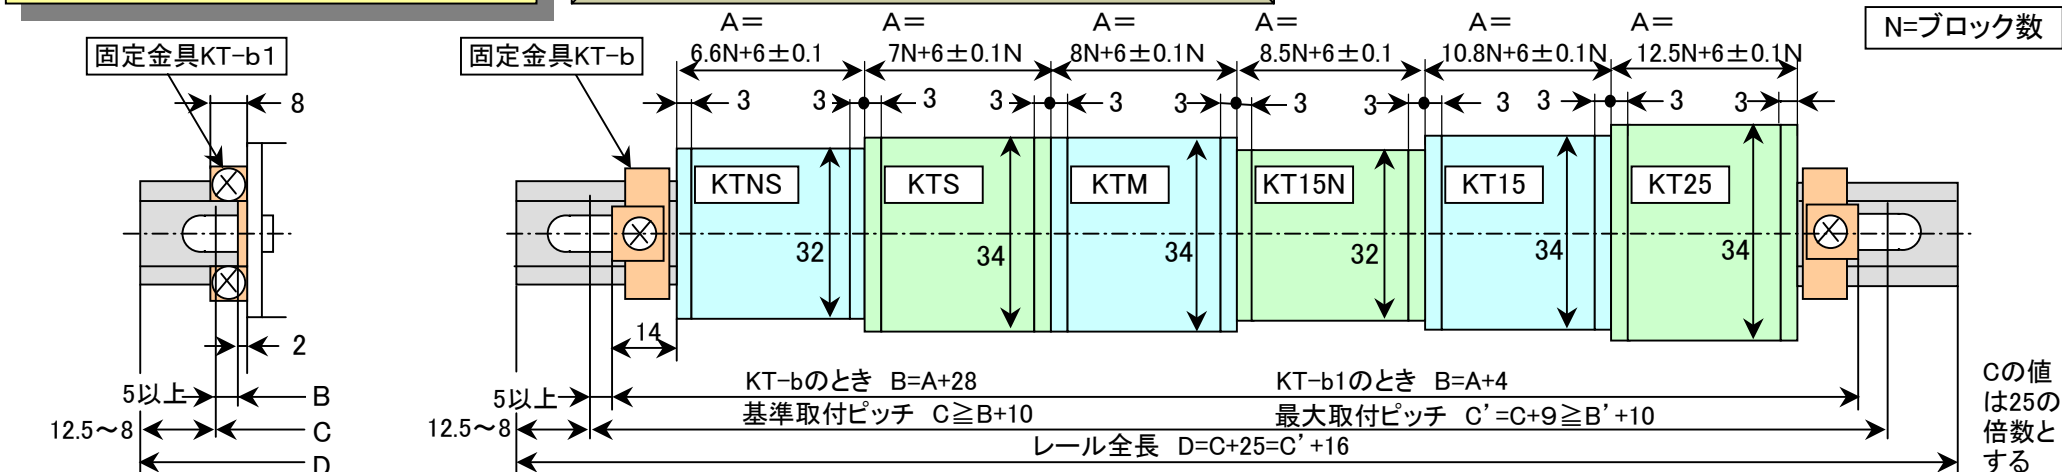 A=
A=
A=
A=
A=
A=
N=ブロック数
固定金具KT-b1
固定金具KT-b
6.6N+6±0.1
7N+6±0.1N
8N+6±0.1N
8.5N+6±0.1
10.8N+6±0.1N
12.5N+6±0.1N
8
3
3
3
3
3
3
3
3
3
3
3
3
KTNS
KTS
KTM
KT15N
KT15
KT25
32
34
34
32
34
34
14
2
5以上
B
12.5~8
C
D
5以上
12.5~8
KT-bのとき B=A+28
KT-b1のとき B=A+4
基準取付ピッチ C≧B+10
最大取付ピッチ C'=C+9≧B'+10
レール全長 D=C+25=C'+16
Cの値
は25の
倍数と
する